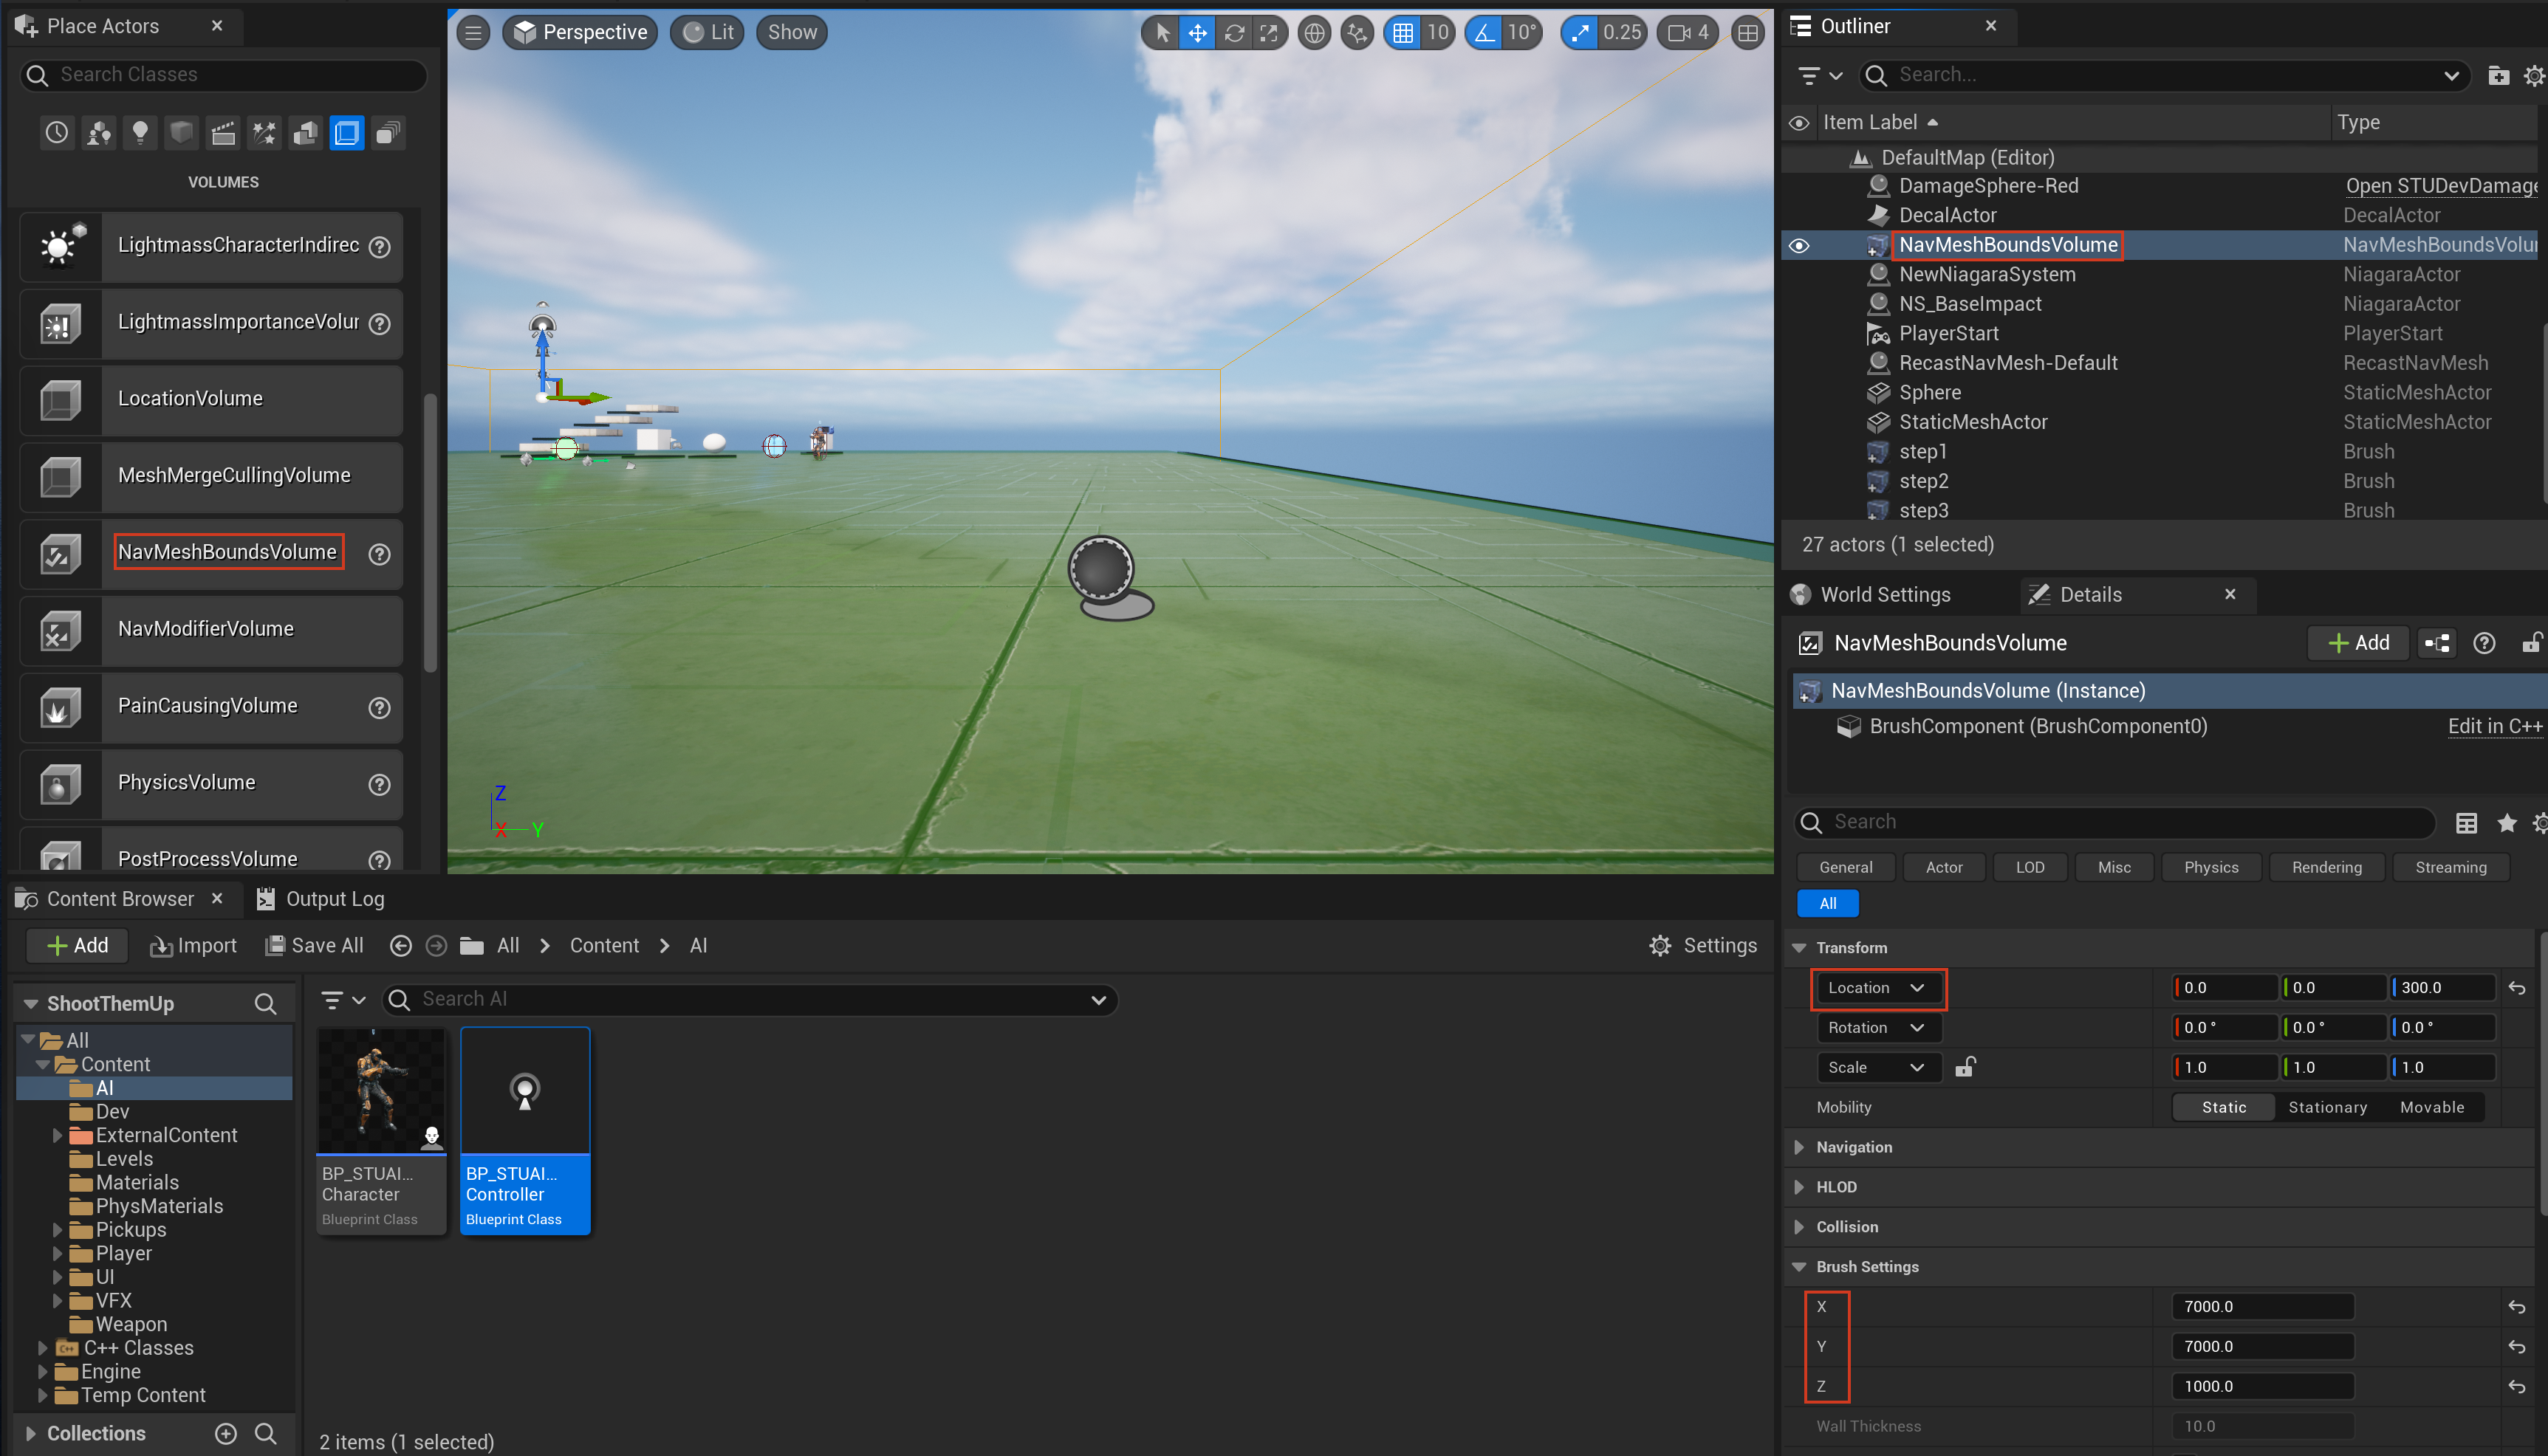 Place Actors
Search Classes
VOLUMES
LightmassCharacterIndirec
LightmassImportanceVolur
LocationVolume
MeshMergeCullingVolume
NavMeshBoundsVolume
NavModifierVolume
PainCausingVolume
PhysicsVolume
PostProcessVolume
Perspective
Lit
Show
10
10°
0.25
4
Z
X Y
Outliner
Search...
Item Label
Type
DefaultMap (Editor)
DamageSphere-Red Open STUDevDamage
DecalActor DecalActor
NavMeshBoundsVolume NavMeshBoundsVolur
NewNiagaraSystem NiagaraActor
NS_BaseImpact NiagaraActor
PlayerStart PlayerStart
RecastNavMesh-Default RecastNavMesh
Sphere StaticMeshActor
StaticMeshActor StaticMeshActor
step1 Brush
step2 Brush
step3 Brush
27 actors (1 selected)
World Settings
Details
NavMeshBoundsVolume
Add
NavMeshBoundsVolume (Instance)
BrushComponent (BrushComponent0) Edit in C++
Search
General Actor LOD Misc Physics Rendering Streaming
All
Transform
Location 0.0 0.0 300.0
Rotation 0.0 ° 0.0 ° 0.0 °
Scale 1.0 1.0 1.0
Mobility Static Stationary Movable
Navigation
HLOD
Collision
Brush Settings
X 7000.0
Y 7000.0
Z 1000.0
Wall Thickness 10.0
Content Browser
Output Log
Add Import Save All All Content AI Settings
ShootThemUp
All
Content
AI
Dev
ExternalContent
Levels
Materials
PhysMaterials
Pickups
Player
UI
VFX
Weapon
C++ Classes
Engine
Temp Content
Collections
Search AI
BP_STUAI...
Character
Blueprint Class
BP_STUAI...
Controller
Blueprint Class
2 items (1 selected)